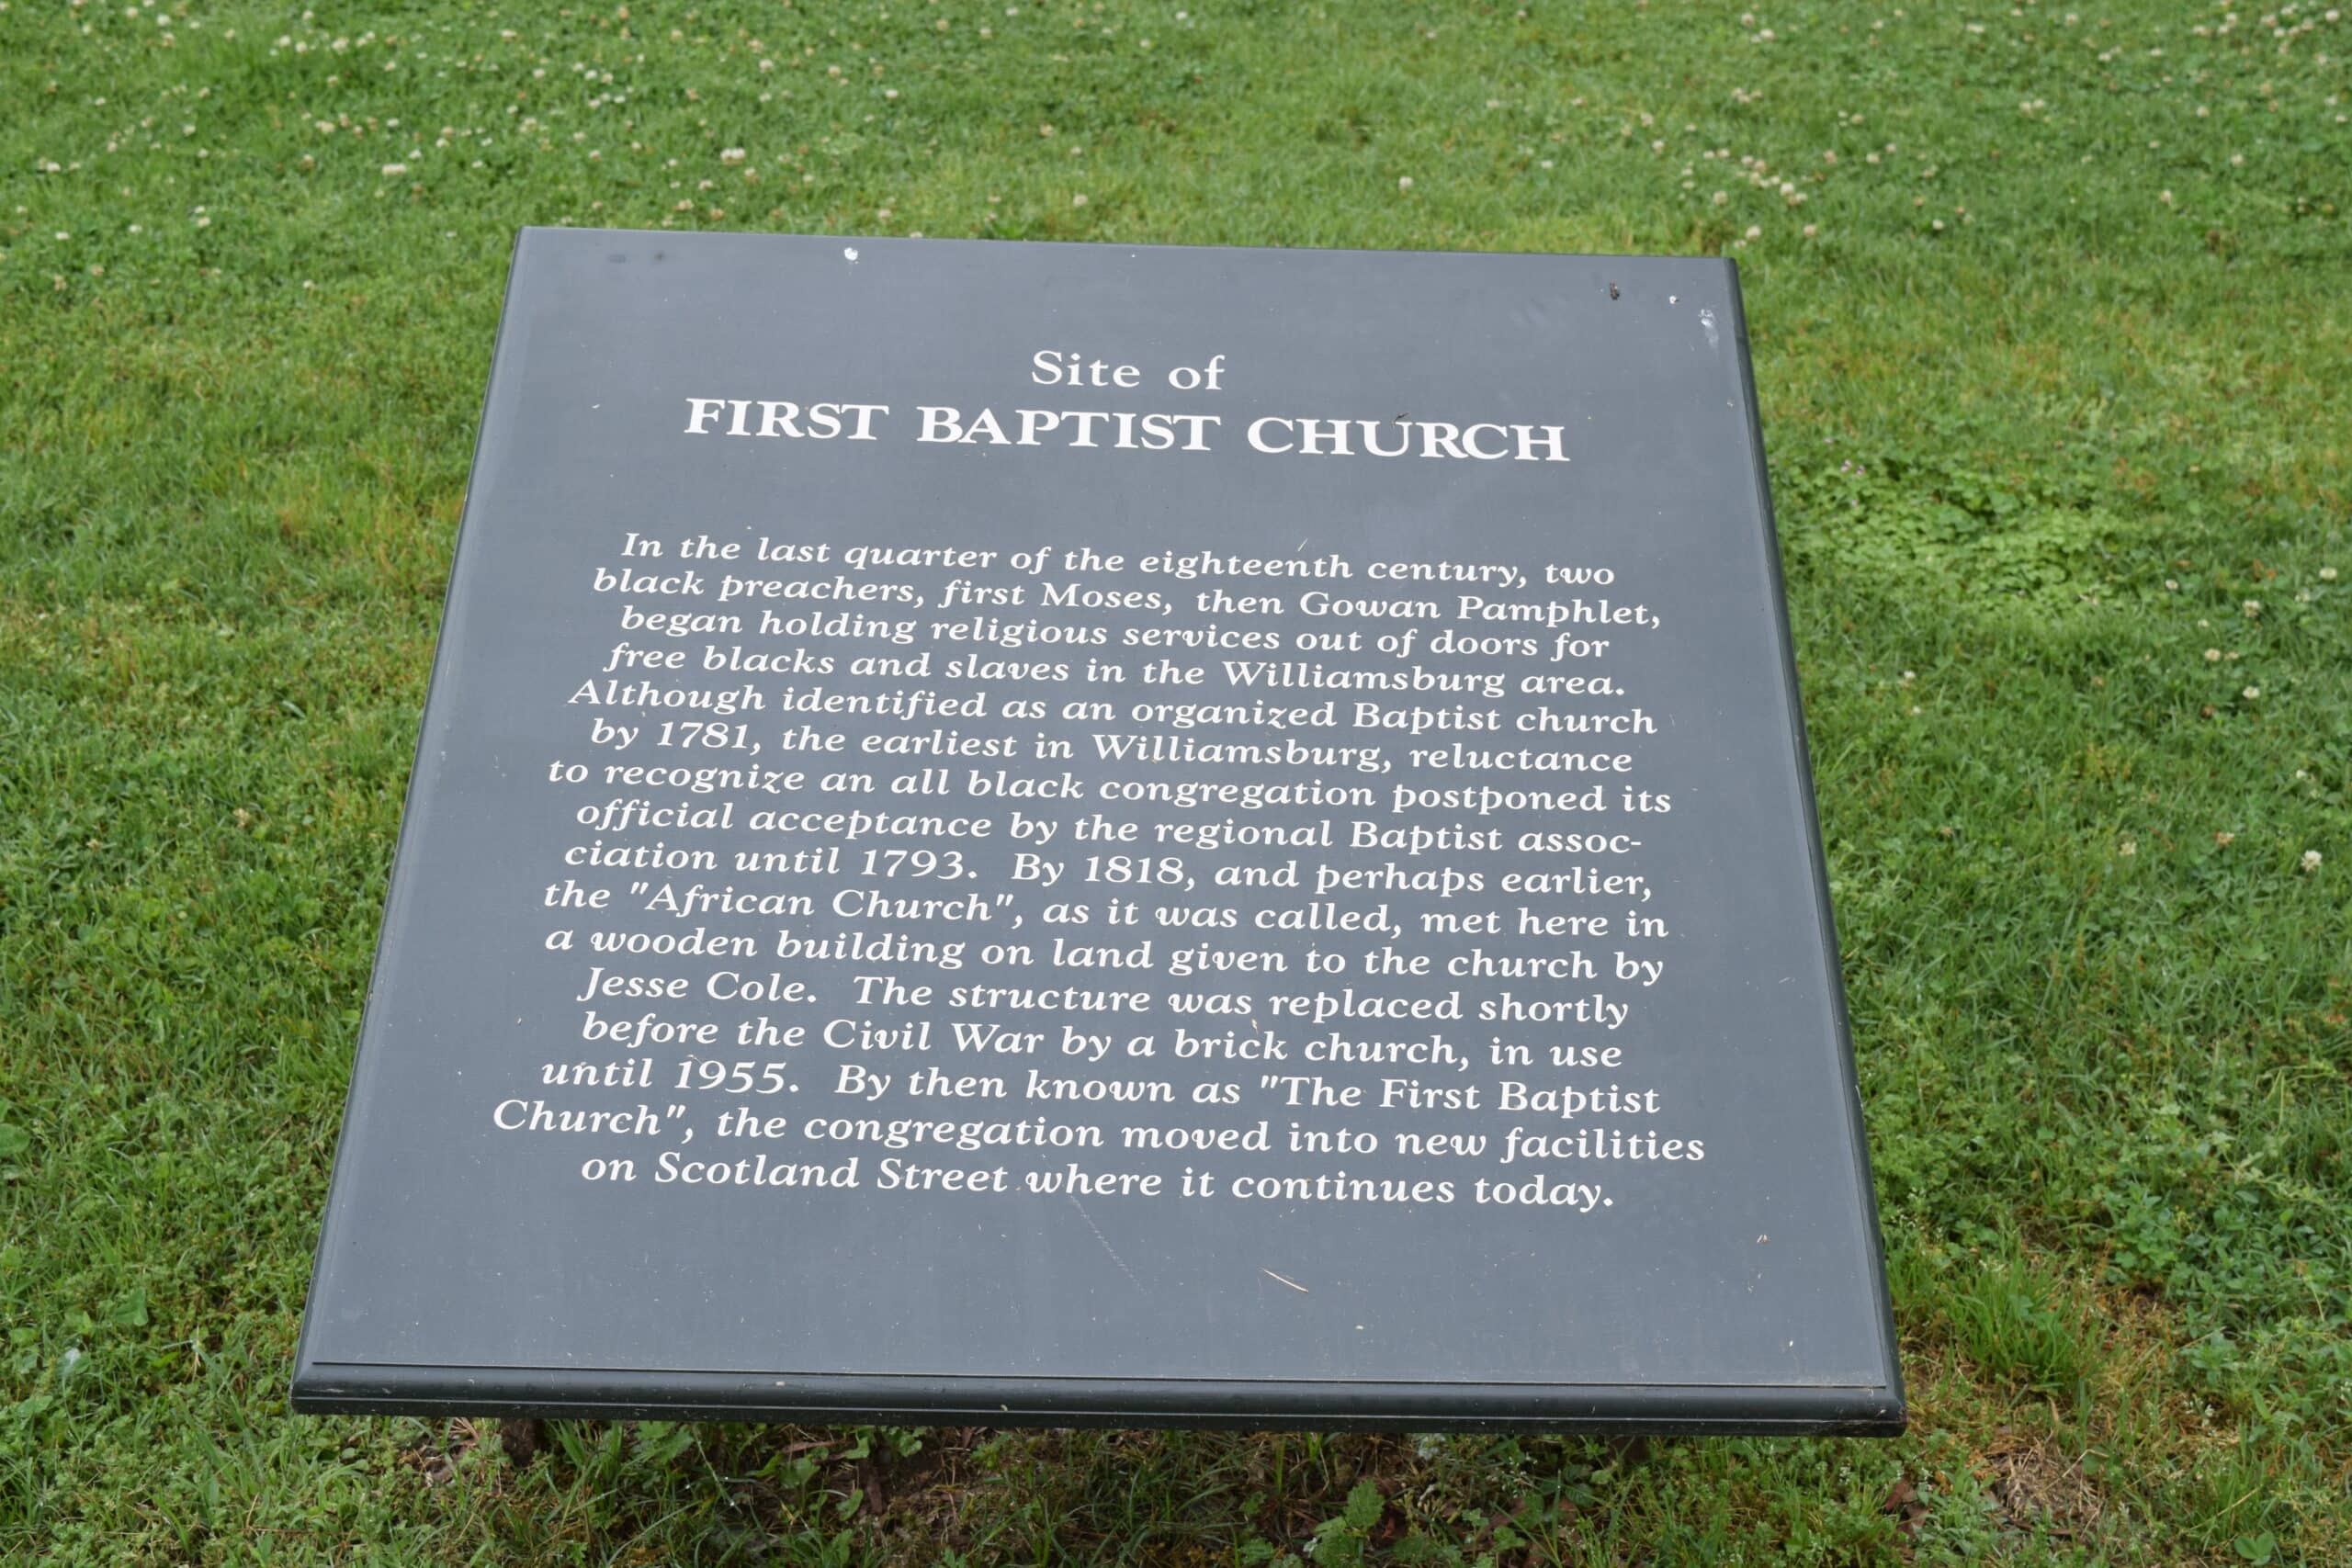 Site of
FIRST BAPTIST CHURCH
In the last quarter of the eighteenth century, two
black preachers, first Moses, then Gowan Pamphlet,
began holding religious services out of doors for
free blacks and slaves in the Williamsburg area.
Although identified as an organized Baptist church
by 1781, the earliest in Williamsburg, reluctance
to recognize an all black congregation postponed its
official acceptance by the regional Baptist assoc-
ciation until 1793. By 1818, and perhaps earlier,
the "African Church", as it was called, met here in
a wooden building on land given to the church by
Jesse Cole. The structure was replaced shortly
before the Civil War by a brick church, in use
until 1955. By then known as "The First Baptist
Church", the congregation moved into new facilities
on Scotland Street where it continues today.